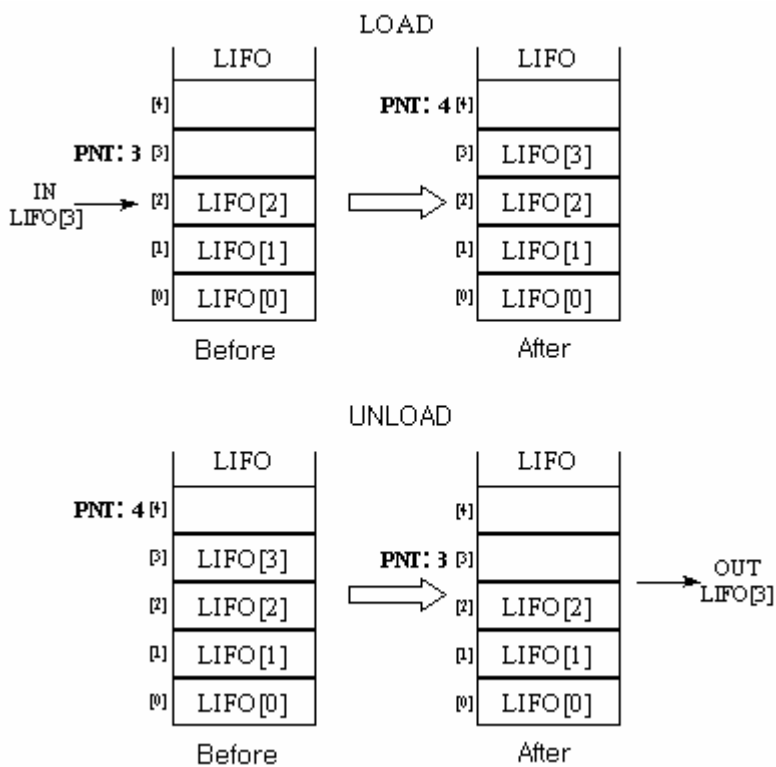 LOAD
LIFO LIFO
[4] PNT: 4 [4]
PNT: 3 [3] [3] LIFO[3]
IN
LIFO[3] [2] LIFO[2] [2] LIFO[2]
[1] LIFO[1] [1] LIFO[1]
[0] LIFO[0] [0] LIFO[0]
Before After
UNLOAD
LIFO LIFO
PNT: 4 [4] [4]
[3] LIFO[3] PNT: 3 [3]
OUT
LIFO[3]
[2] LIFO[2] [2] LIFO[2]
[1] LIFO[1] [1] LIFO[1]
[0] LIFO[0] [0] LIFO[0]
Before After